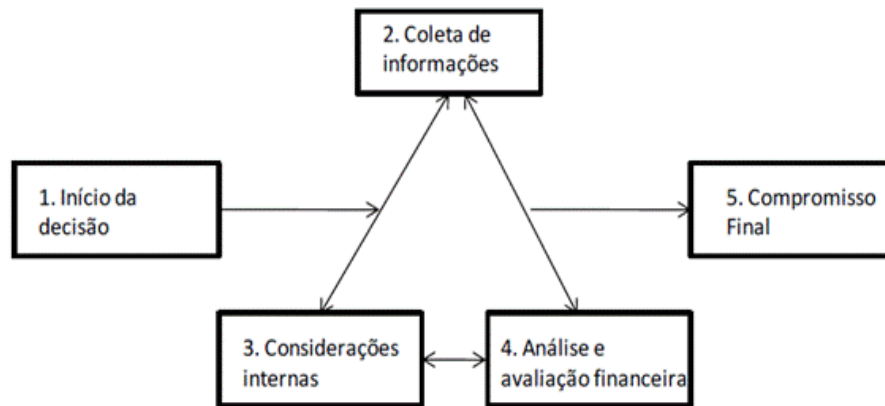 2. Coleta de
informações
1. Início da
decisão
5. Compromisso
Final
3. Considerações
internas
4. Análise e
avaliação financeira